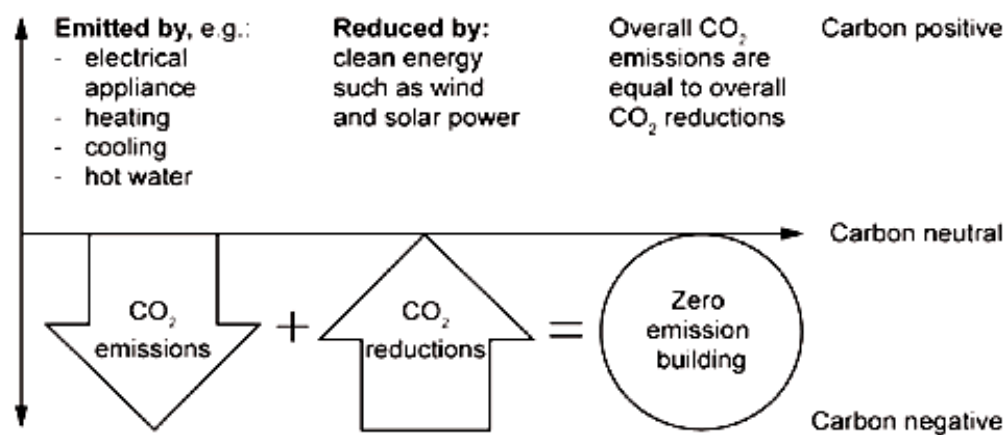 Emitted by, e.g.:
- electrical
appliance
- heating
- cooling
- hot water
Reduced by:
clean energy
such as wind
and solar power
Overall CO₂
emissions are
equal to overall
CO₂ reductions
Carbon positive
Carbon neutral
CO₂
emissions
+
CO₂
reductions
=
Zero
emission
building
Carbon negative